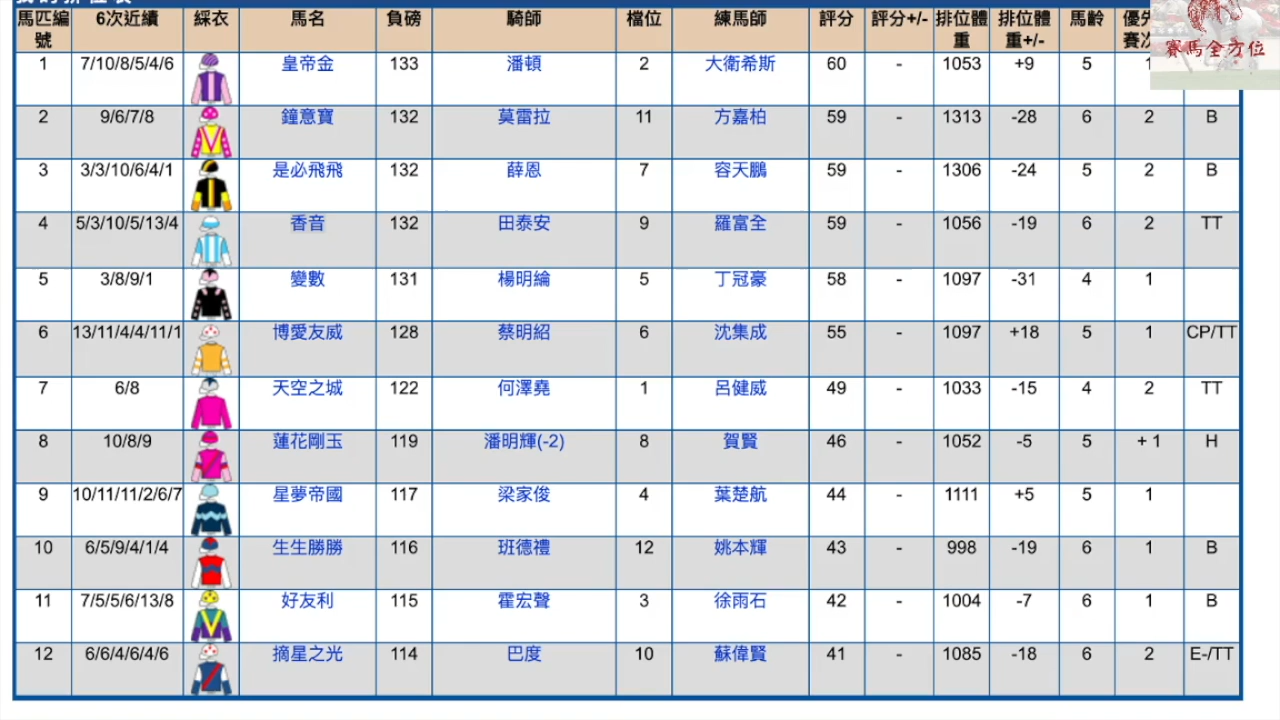 馬匹編號 6次近績 綵衣 馬名 負磅 騎師 檔位 練馬師 評分 評分+/- 排位體重 排位體重+/- 馬齡
賽馬全方位
1 7/10/8/5/4/6 皇帝金 133 潘頓 2 大衛希斯 60 - 1053 +9 5
2 9/6/7/8 鐘意寶 132 莫雷拉 11 方嘉柏 59 - 1313 -28 6 2 B
3 3/3/10/6/4/1 是必飛飛 132 薛恩 7 容天鵬 59 - 1306 -24 5 2 B
4 5/3/10/5/13/4 香音 132 田泰安 9 羅富全 59 - 1056 -19 6 2 TT
5 3/8/9/1 變數 131 楊明綸 5 丁冠豪 58 - 1097 -31 4 1
6 13/11/4/4/11/1 博愛友威 128 蔡明紹 6 沈集成 55 - 1097 +18 5 1 CP/TT
7 6/8 天空之城 122 何澤堯 1 呂健威 49 - 1033 -15 4 2 TT
8 10/8/9 蓮花剛玉 119 潘明輝(-2) 8 賀賢 46 - 1052 -5 5 + 1 H
9 10/11/11/2/6/7 星夢帝國 117 梁家俊 4 葉楚航 44 - 1111 +5 5 1
10 6/5/9/4/1/4 生生勝勝 116 班德禮 12 姚本輝 43 - 998 -19 6 1 B
11 7/5/5/6/13/8 好友利 115 霍宏聲 3 徐雨石 42 - 1004 -7 6 1 B
12 6/6/4/6/4/6 摘星之光 114 巴度 10 蘇偉賢 41 - 1085 -18 6 2 E-/TT